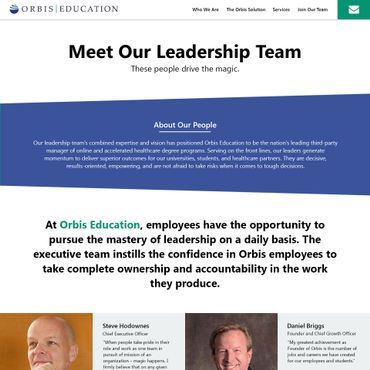 ORBIS | EDUCATION
Who We Are The Orbis Solution Services Join Our Team
Meet Our Leadership Team
These people drive the magic.
About Our People
Our leadership team's combined expertise and vision has positioned Orbis Education to be the nation's leading third-party
manager of online and accelerated healthcare degree programs. Serving on the front lines, our leaders generate
momentum to deliver superior outcomes for our universities, students, and healthcare partners. They are decisive,
results-oriented, empowering, and are not afraid to take risks when it comes to tough decisions.
At Orbis Education, employees have the opportunity to
pursue the mastery of leadership on a daily basis. The
executive team instills the confidence in Orbis employees to
take complete ownership and accountability in the work
they produce.
Steve Hodownes
Chief Executive Officer
"When people take pride in their
role and work as one team in
pursuit of mission of an
organization – magic happens. I
firmly believe that on any given
Daniel Briggs
Founder and Chief Growth Officer
"My greatest achievement as
Founder of Orbis is the number of
jobs and careers we have created
for our employees and students."